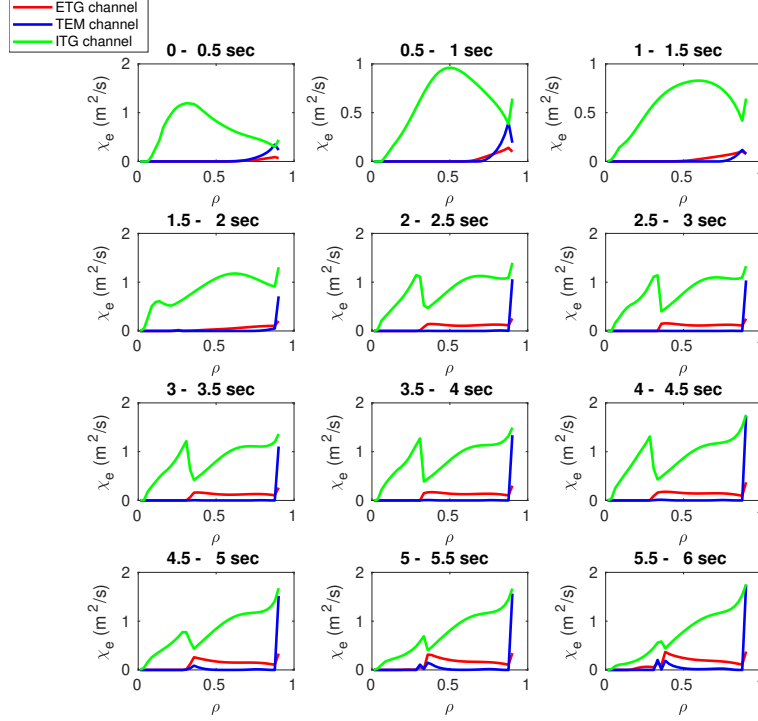 ETG channel
TEM channel
ITG channel
0 - 0.5 sec
0.5 - 1 sec
1 - 1.5 sec
χe (m²/s)
2
1
0
0
0.5
1
ρ
χe (m²/s)
1
0.5
0
0
0.5
1
ρ
χe (m²/s)
1
0.5
0
0
0.5
1
ρ
1.5 - 2 sec
2 - 2.5 sec
2.5 - 3 sec
χe (m²/s)
2
1
0
0
0.5
1
ρ
χe (m²/s)
2
1
0
0
0.5
1
ρ
χe (m²/s)
2
1
0
0
0.5
1
ρ
3 - 3.5 sec
3.5 - 4 sec
4 - 4.5 sec
χe (m²/s)
2
1
0
0
0.5
1
ρ
χe (m²/s)
2
1
0
0
0.5
1
ρ
χe (m²/s)
2
1
0
0
0.5
1
ρ
4.5 - 5 sec
5 - 5.5 sec
5.5 - 6 sec
χe (m²/s)
2
1
0
0
0.5
1
ρ
χe (m²/s)
2
1
0
0
0.5
1
ρ
χe (m²/s)
2
1
0
0
0.5
1
ρ